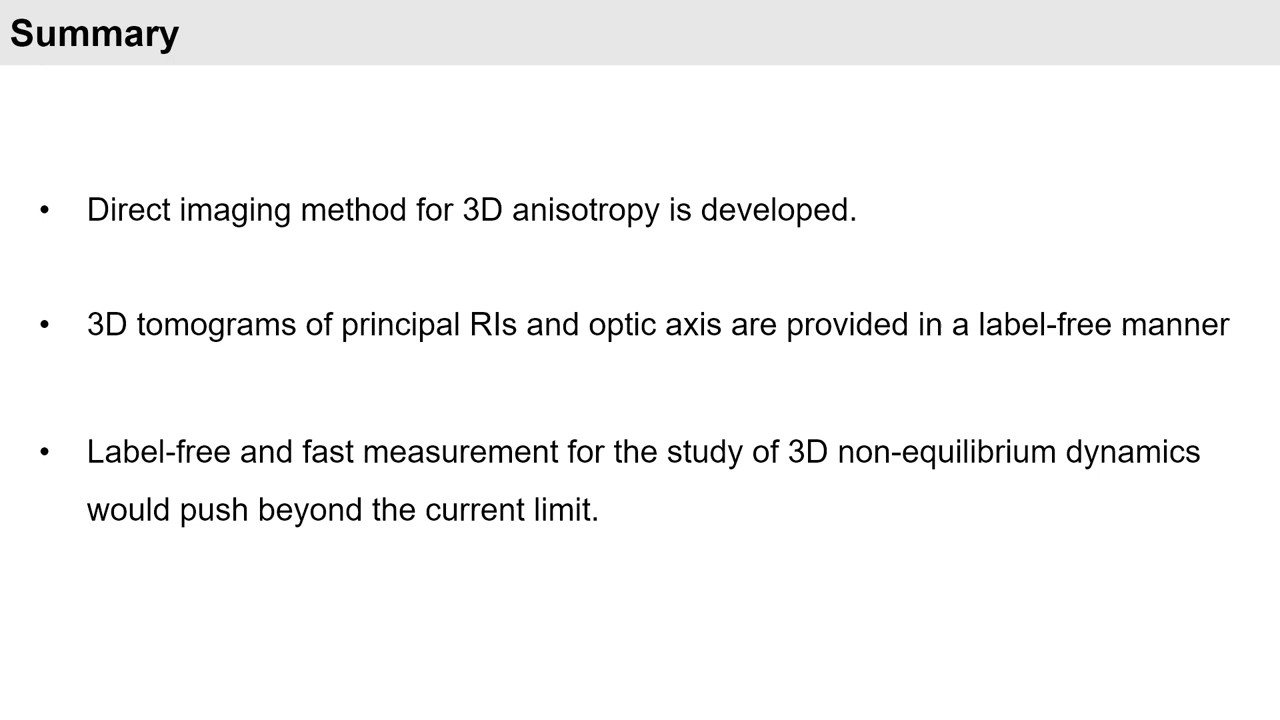 Summary
• Direct imaging method for 3D anisotropy is developed.
• 3D tomograms of principal RIs and optic axis are provided in a label-free manner
• Label-free and fast measurement for the study of 3D non-equilibrium dynamics
would push beyond the current limit.